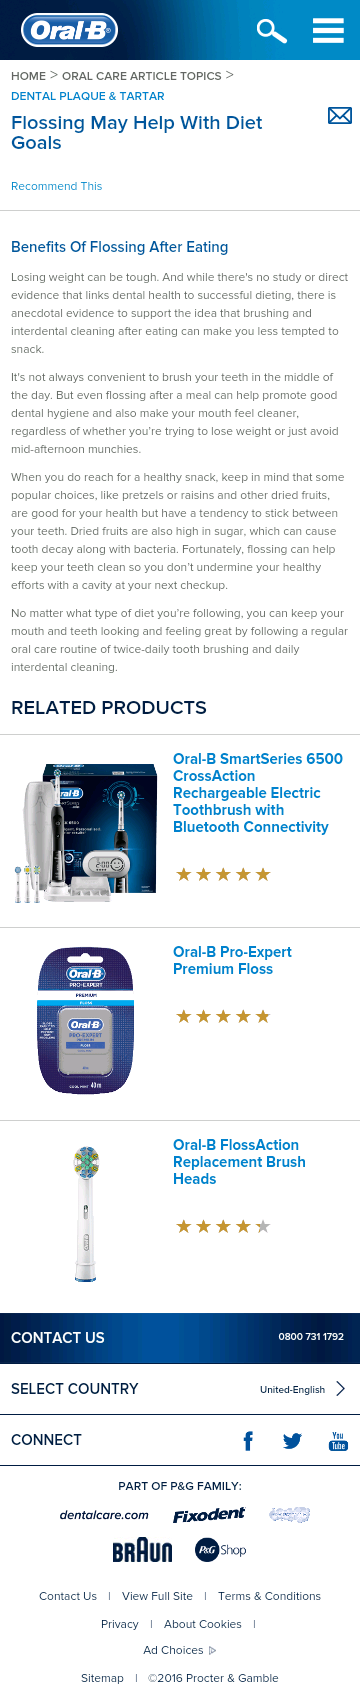 Oral-B
HOME > ORAL CARE ARTICLE TOPICS >
DENTAL PLAQUE & TARTAR
Flossing May Help With Diet
Goals
Recommend This
Benefits Of Flossing After Eating
Losing weight can be tough. And while there's no study or direct
evidence that links dental health to successful dieting, there is
anecdotal evidence to support the idea that brushing and
interdental cleaning after eating can make you less tempted to
snack.
It's not always convenient to brush your teeth in the middle of
the day. But even flossing after a meal can help promote good
dental hygiene and also make your mouth feel cleaner,
regardless of whether you're trying to lose weight or just avoid
mid-afternoon munchies.
When you do reach for a healthy snack, keep in mind that some
popular choices, like pretzels or raisins and other dried fruits,
are good for your health but have a tendency to stick between
your teeth. Dried fruits are also high in sugar, which can cause
tooth decay along with bacteria. Fortunately, flossing can help
keep your teeth clean so you don't undermine your healthy
efforts with a cavity at your next checkup.
No matter what type of diet you're following, you can keep your
mouth and teeth looking and feeling great by following a regular
oral care routine of twice-daily tooth brushing and daily
interdental cleaning.
RELATED PRODUCTS
Oral-B SmartSeries 6500
CrossAction
Rechargeable Electric
Toothbrush with
Bluetooth Connectivity
Oral-B
Oral-B Pro-Expert
Premium Floss
Oral-B
PRO-EXPERT
PREMIUM
FLOSS
Oral-B
PRO-EXPERT
FLOSS
COOL MINT 40m
Oral-B FlossAction
Replacement Brush
Heads
CONTACT US 0800 731 1792
SELECT COUNTRY United-English
CONNECT You Tube
PART OF P&G FAMILY:
dentalcare.com Fixodent
BRAUN P&G Shop
Contact Us | View Full Site | Terms & Conditions
Privacy | About Cookies |
Ad Choices
Sitemap | ©2016 Procter & Gamble